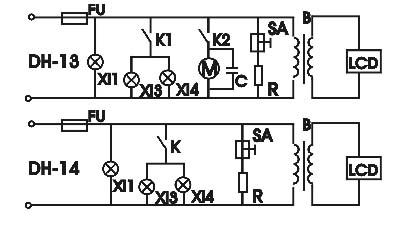 FU
B
K1
K2
SA
DH-13
XI1
M
LCD
XI3
XI4
C
R
FU
B
K
SA
DH-14
XI1
LCD
XI3
XI4
R